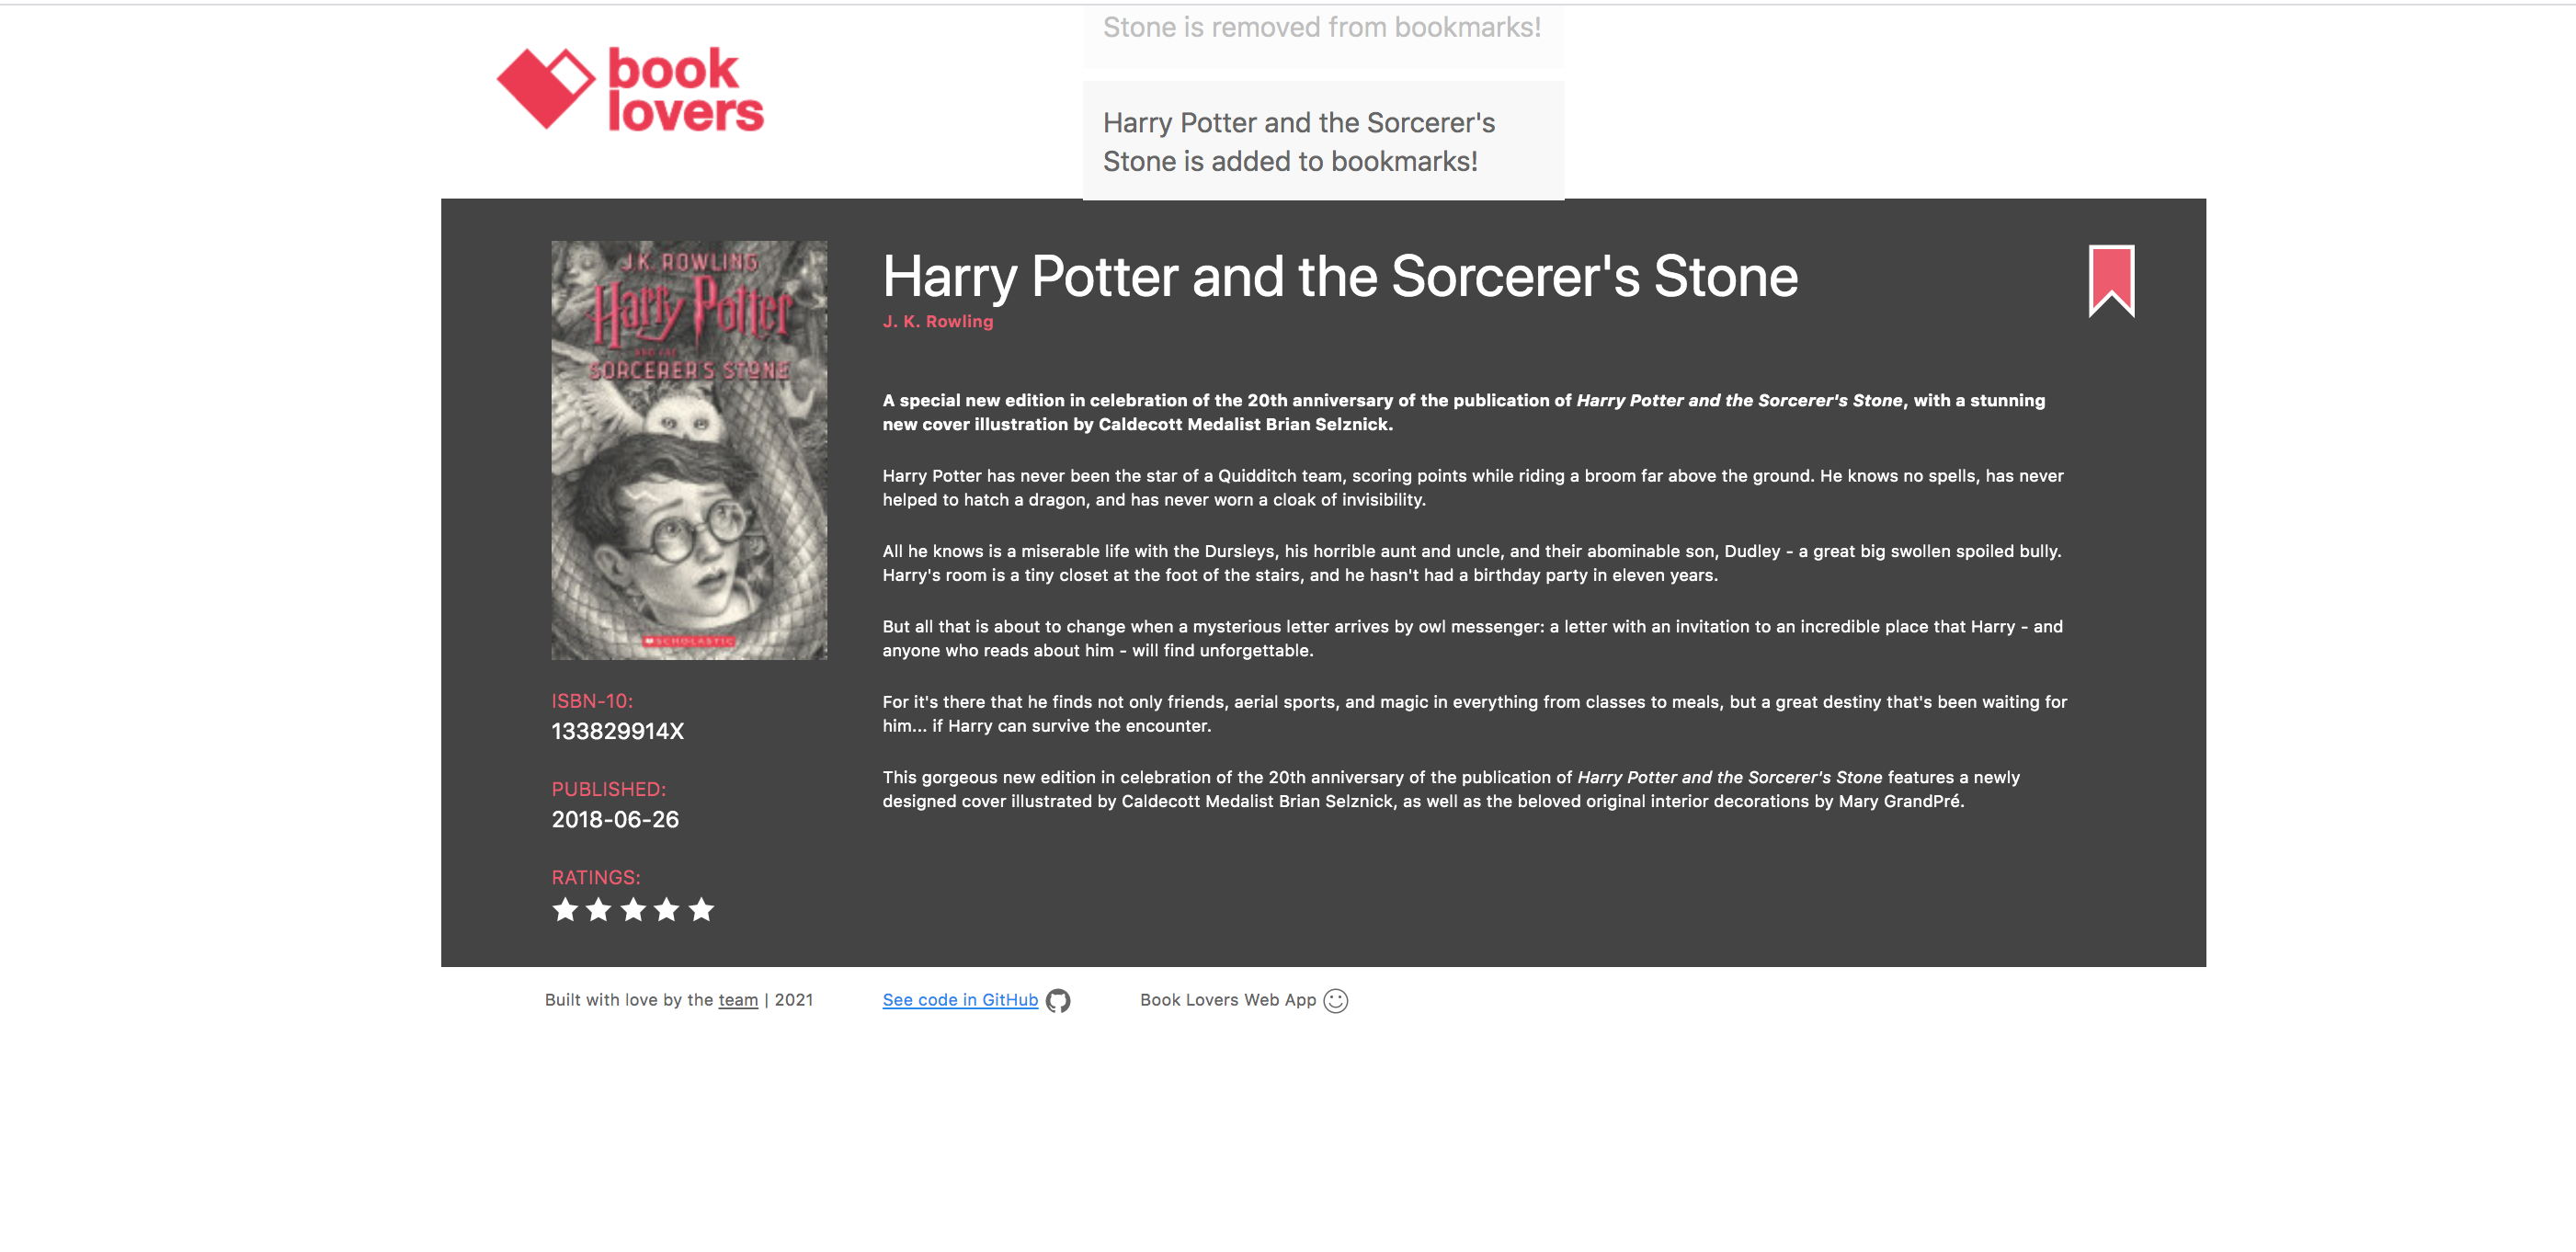 Stone is removed from bookmarks!
book
lovers
Harry Potter and the Sorcerer's
Stone is added to bookmarks!
J.K. ROWLING
Harry Potter
AND THE
SORCERER'S STONE
SCHOLASTIC
ISBN-10:
133829914X
PUBLISHED:
2018-06-26
RATINGS:
Harry Potter and the Sorcerer's Stone
J. K. Rowling
A special new edition in celebration of the 20th anniversary of the publication of Harry Potter and the Sorcerer's Stone, with a stunning
new cover illustration by Caldecott Medalist Brian Selznick.
Harry Potter has never been the star of a Quidditch team, scoring points while riding a broom far above the ground. He knows no spells, has never
helped to hatch a dragon, and has never worn a cloak of invisibility.
All he knows is a miserable life with the Dursleys, his horrible aunt and uncle, and their abominable son, Dudley - a great big swollen spoiled bully.
Harry's room is a tiny closet at the foot of the stairs, and he hasn't had a birthday party in eleven years.
But all that is about to change when a mysterious letter arrives by owl messenger: a letter with an invitation to an incredible place that Harry - and
anyone who reads about him - will find unforgettable.
For it's there that he finds not only friends, aerial sports, and magic in everything from classes to meals, but a great destiny that's been waiting for
him... if Harry can survive the encounter.
This gorgeous new edition in celebration of the 20th anniversary of the publication of Harry Potter and the Sorcerer's Stone features a newly
designed cover illustrated by Caldecott Medalist Brian Selznick, as well as the beloved original interior decorations by Mary GrandPré.
Built with love by the team | 2021
See code in GitHub
Book Lovers Web App